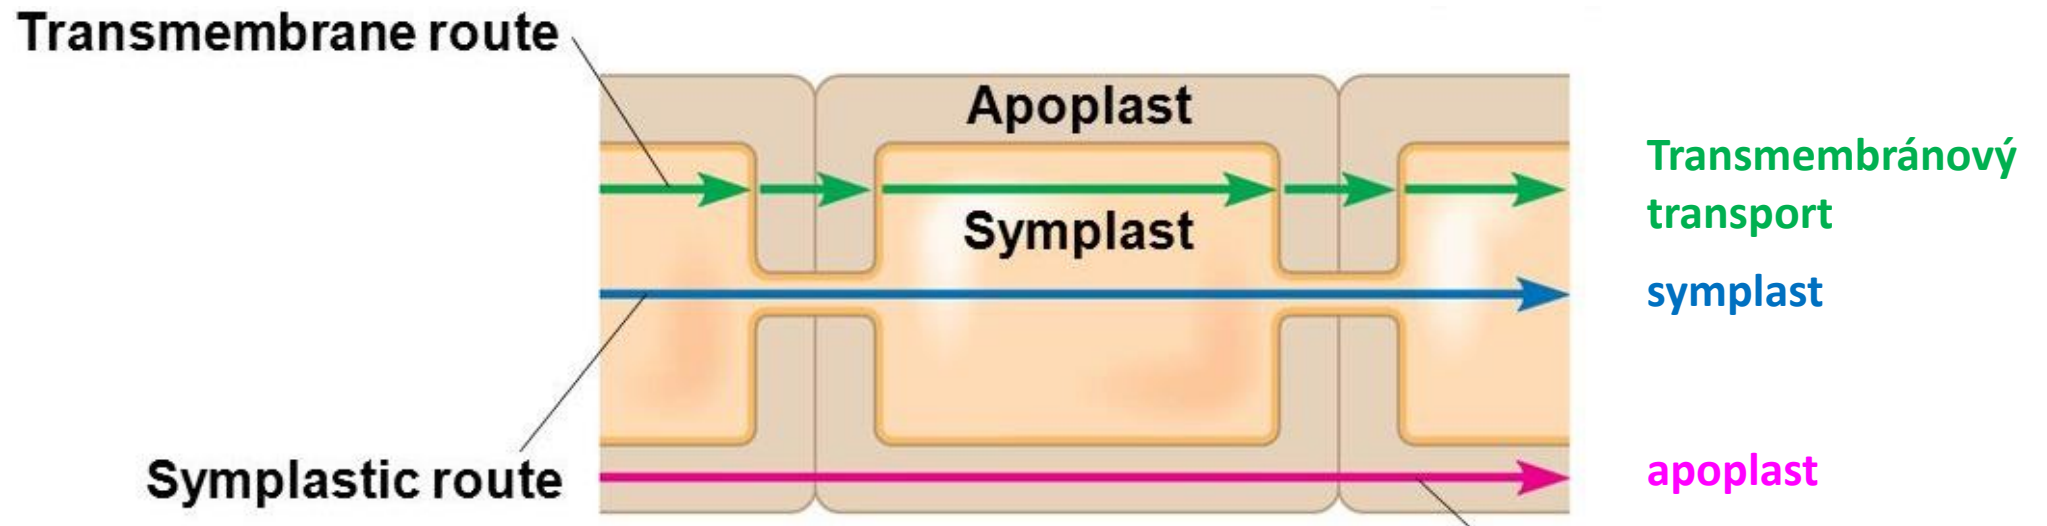 Transmembrane route
Apoplast
Transmembránový
transport
Symplast
symplast
Symplastic route
apoplast